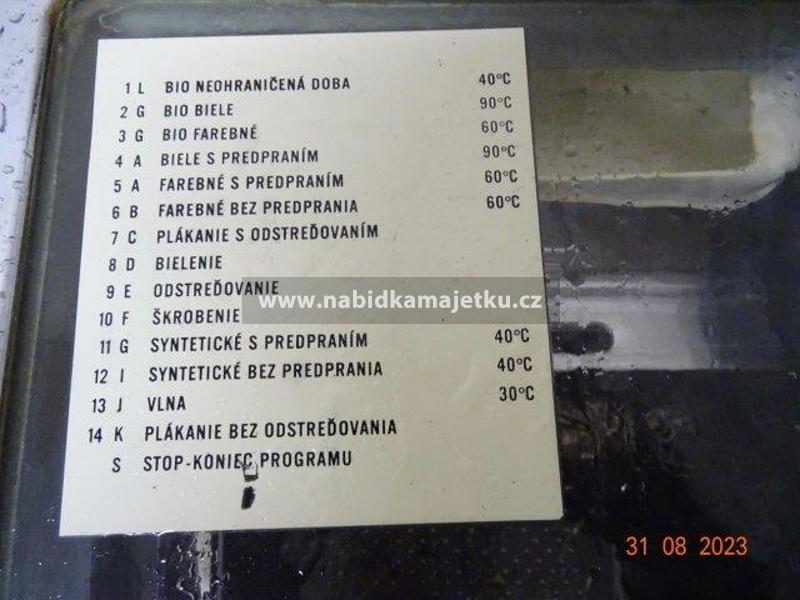 1 L BIO NEOHRANIČENÁ DOBA 40°C
2 G BIO BIELE 90°C
3 G BIO FAREBNÉ 60°C
4 A BIELE S PREDPRANÍM 90°C
5 A FAREBNÉ S PREDPRANÍM 60°C
6 B FAREBNÉ BEZ PREDPRANIA 60°C
7 C PLÁKANIE S ODSTREĎOVANÍM
8 D BIELENIE
9 E ODSTREĎOVANIE
www.nabidkamajetku.cz
10 F ŠKROBENIE
11 G SYNTETICKÉ S PREDPRANÍM 40°C
12 I SYNTETICKÉ BEZ PREDPRANIA 40°C
13 J VLNA 30°C
14 K PLÁKANIE BEZ ODSTREĎOVANIA
S STOP-KONIEC PROGRAMU
31 08 2023